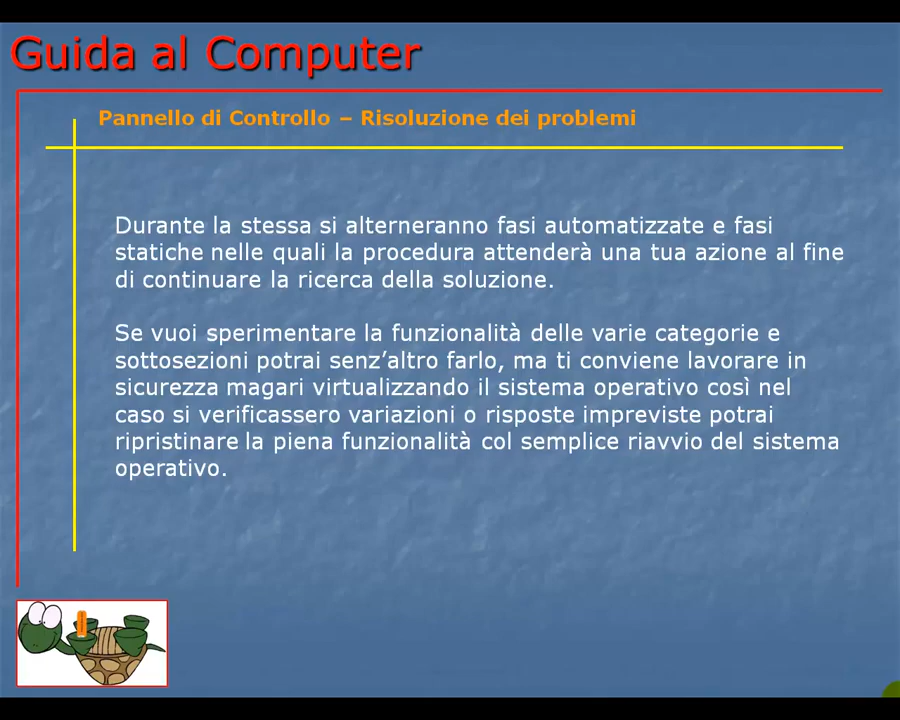 Guida al Computer
Pannello di Controllo – Risoluzione dei problemi
Durante la stessa si alterneranno fasi automatizzate e fasi
statiche nelle quali la procedura attenderà una tua azione al fine
di continuare la ricerca della soluzione.
Se vuoi sperimentare la funzionalità delle varie categorie e
sottosezioni potrai senz’altro farlo, ma ti conviene lavorare in
sicurezza magari virtualizzando il sistema operativo così nel
caso si verificassero variazioni o risposte impreviste potrai
ripristinare la piena funzionalità col semplice riavvio del sistema
operativo.